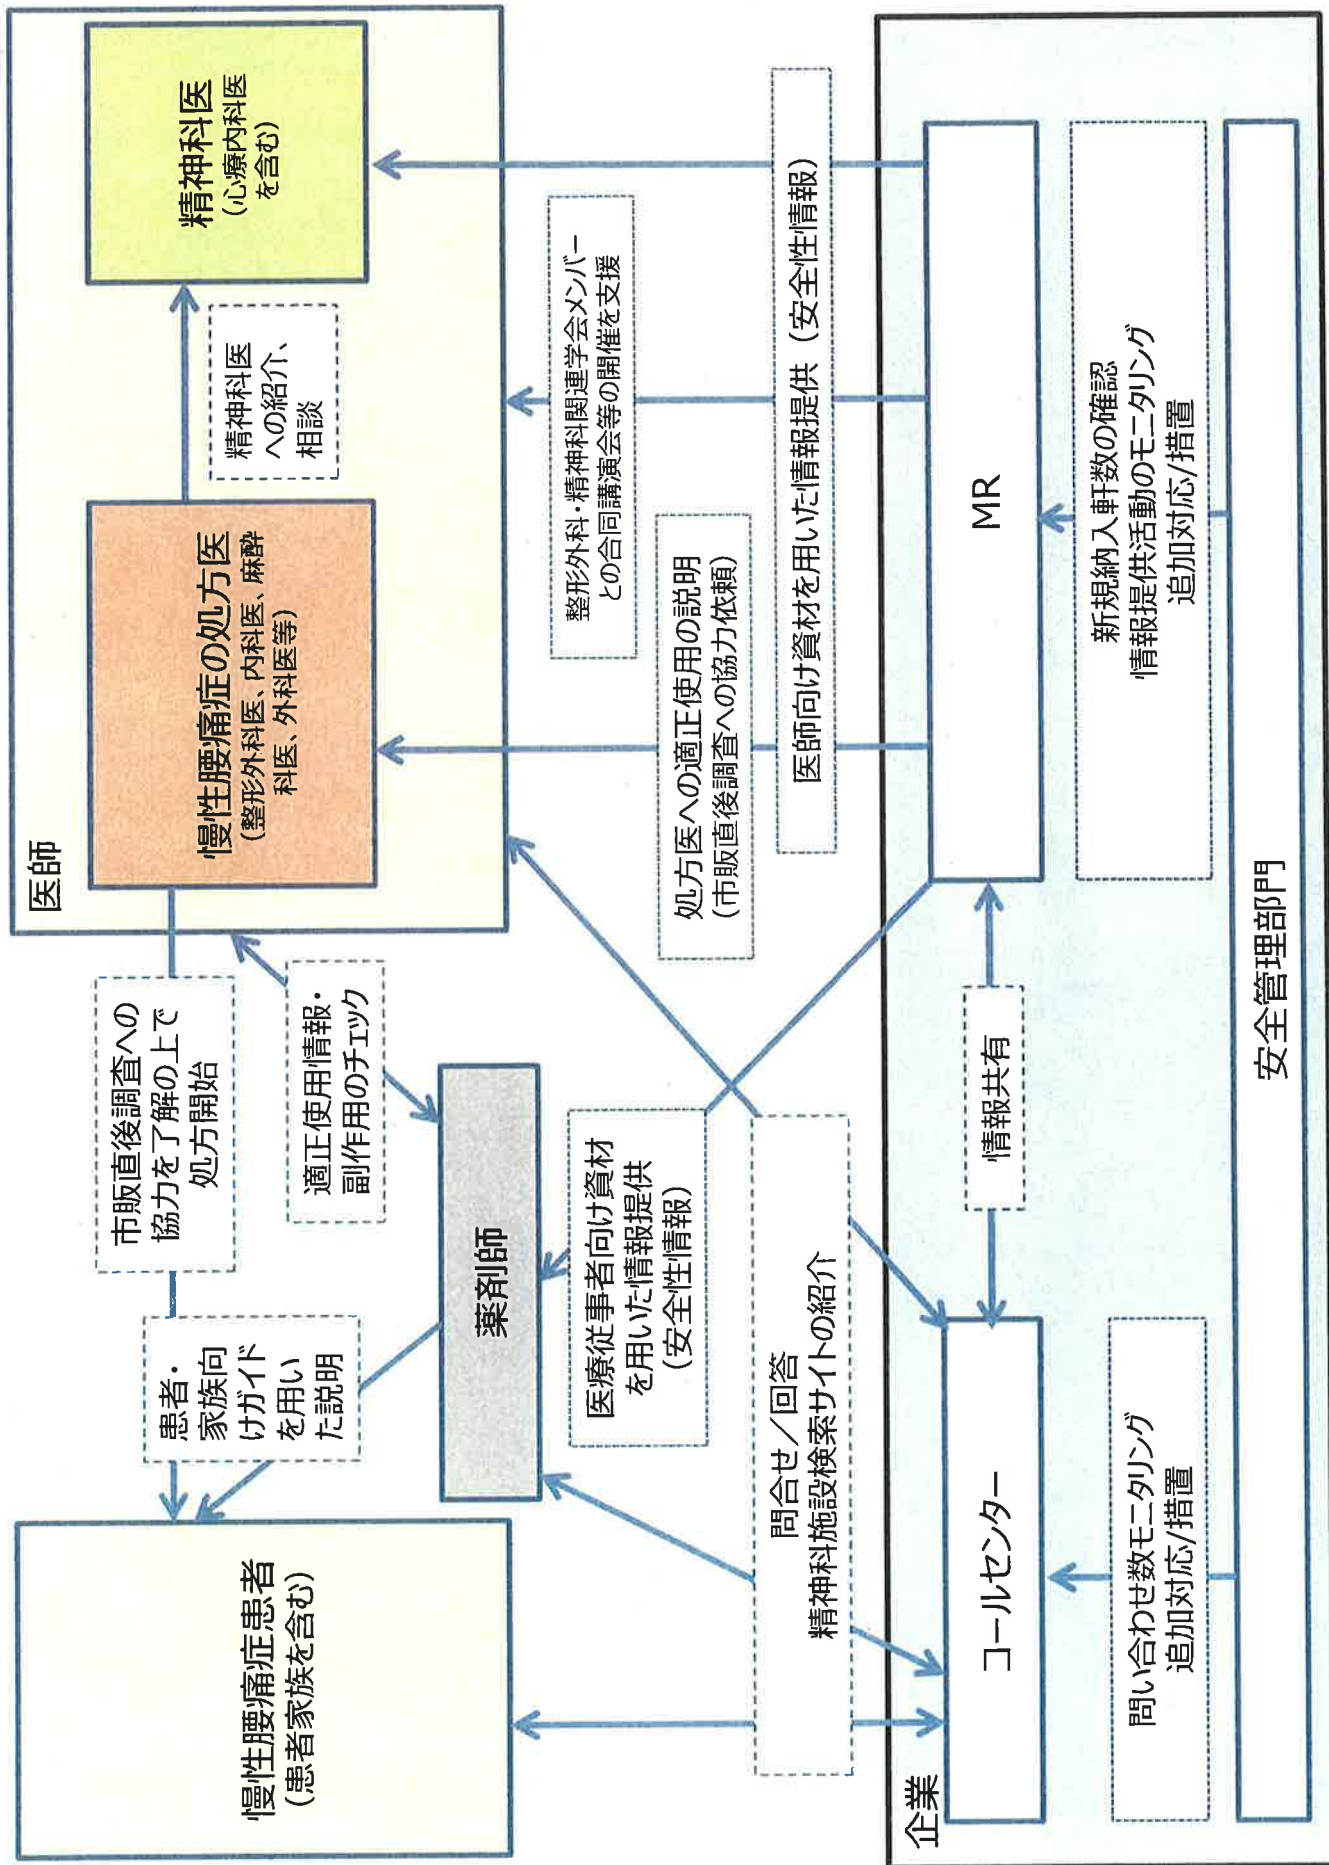 慢性腰痛症患者
(患者家族を含む)
患者・
家族向
けガイド
を用い
た説明
市販直後調査への
協力を了解の上で
処方開始
医師
慢性腰痛症の処方医
(整形外科医、内科医、麻酔
科医、外科医等)
精神科医
への紹介、
相談
精神科医
(心療内科医
を含む)
適正使用情報・
副作用のチェック
薬剤師
医療従事者向け資材
を用いた情報提供
(安全性情報)
整形外科・精神科関連学会メンバー
との合同講演会等の開催を支援
処方医への適正使用の説明
(市販直後調査への協力依頼)
医師向け資材を用いた情報提供(安全性情報)
問合せ/回答
精神科施設検索サイトの紹介
企業
コールセンター
情報共有
MR
問い合わせ数モニタリング
追加対応/措置
新規納入軒数の確認
情報提供活動のモニタリング
追加対応/措置
安全管理部門